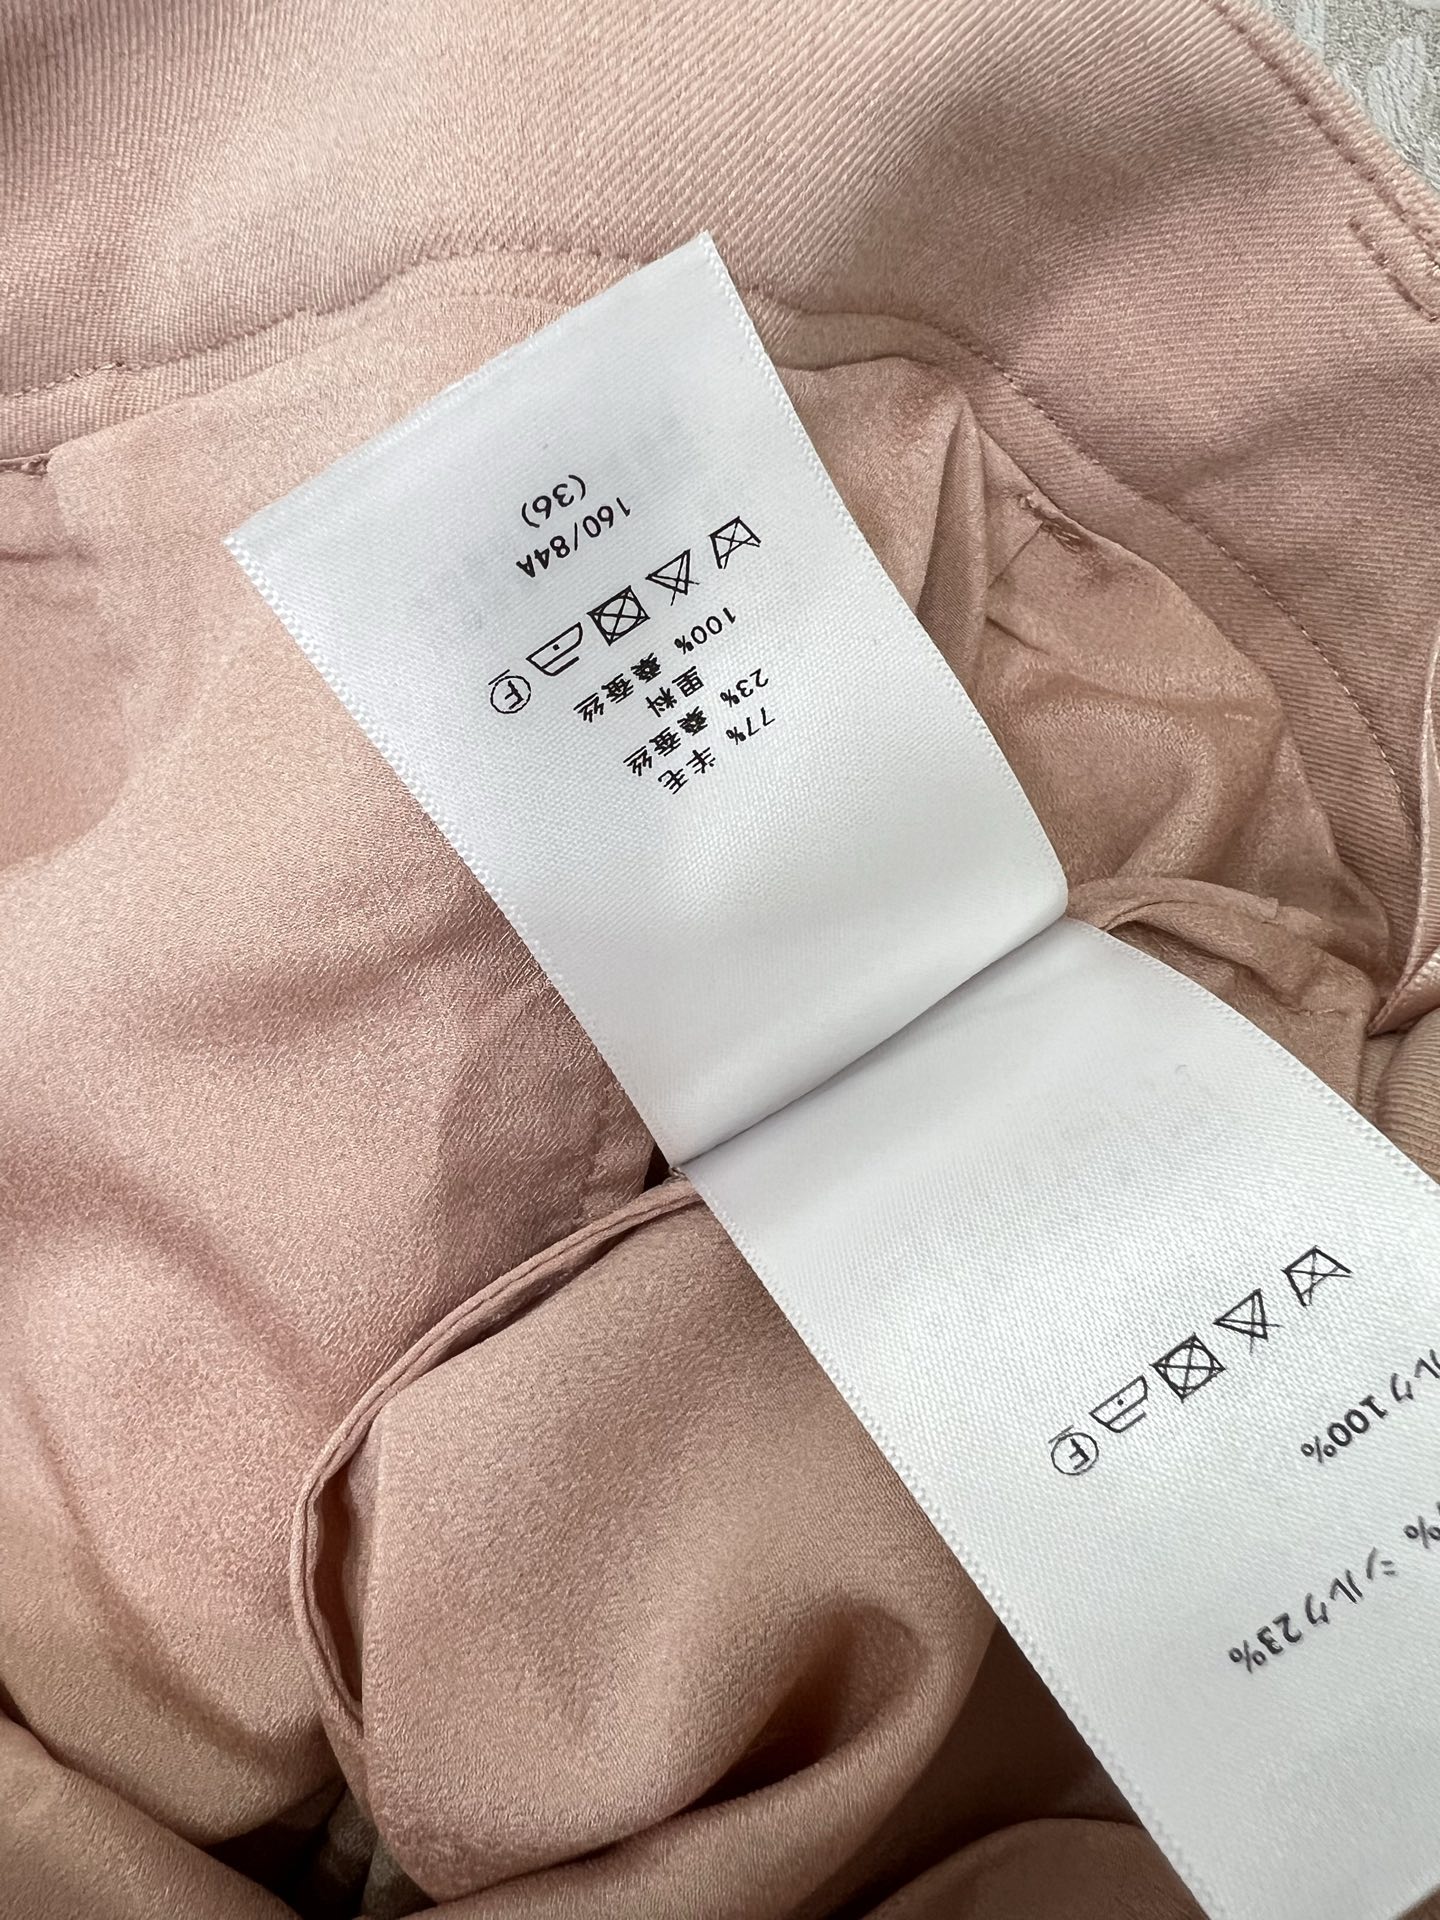 77% 羊毛
23% 桑蚕丝
里料
100% 桑蚕丝
F
160/84A
(36)
% シルク23%
ルク100%
F